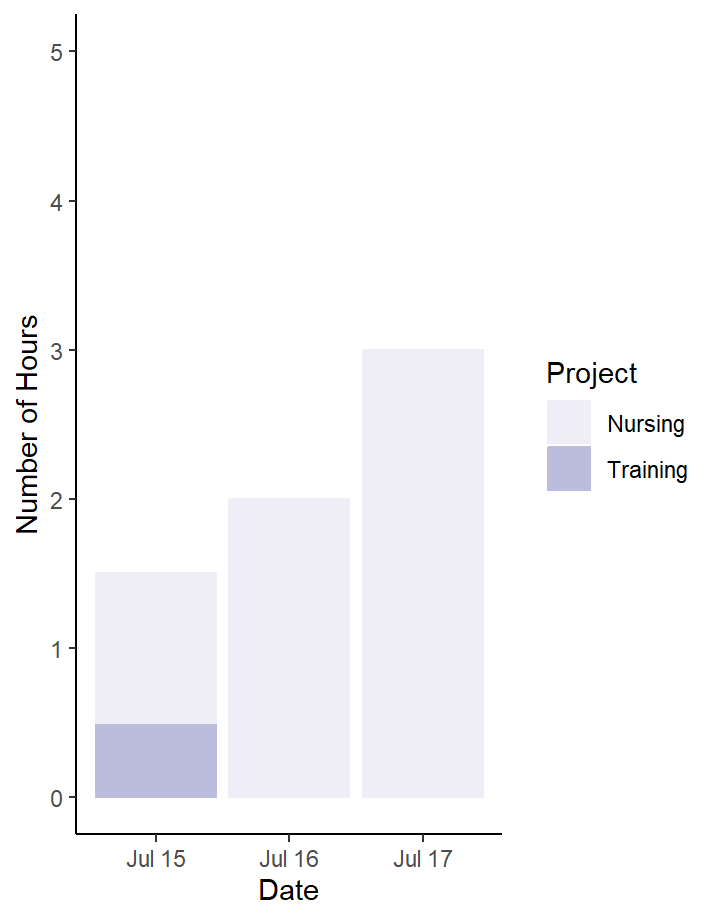 5
4
3
2
1
0
Number of Hours
Jul 15
Jul 16
Jul 17
Date
Project
Nursing
Training